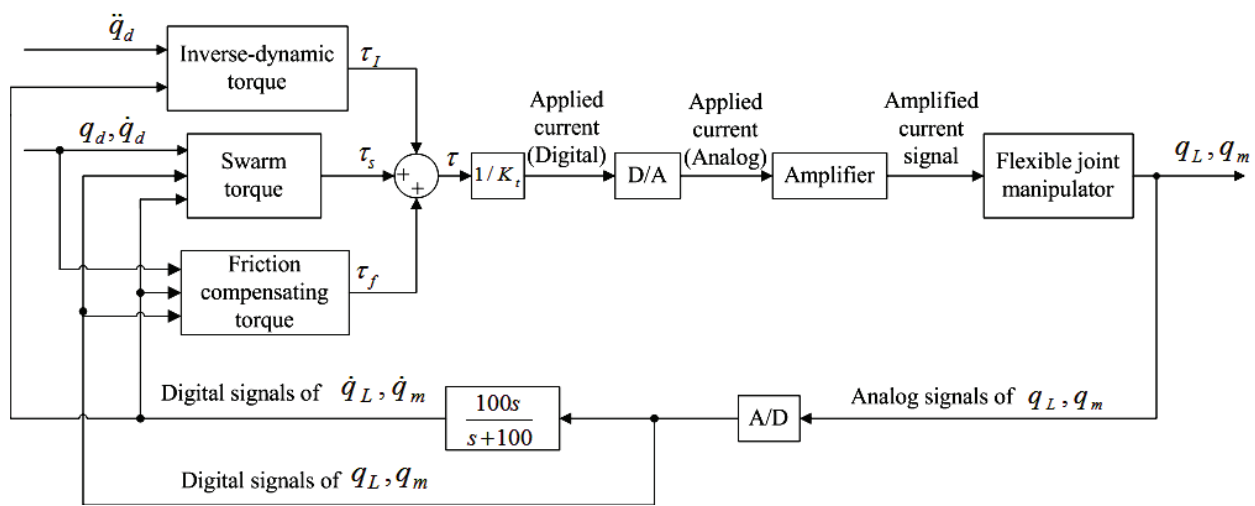 q̈_d
Inverse-dynamic
torque
τ_I
q_d, q̇_d
Swarm
torque
τ_s
Friction
compensating
torque
τ_f
+
+
τ
1/K_t
Applied
current
(Digital)
D/A
Applied
current
(Analog)
Amplifier
Amplified
current
signal
Flexible joint
manipulator
q_L, q_m
Digital signals of q̇_L, q̇_m
100s
s+100
A/D
Analog signals of q_L, q_m
Digital signals of q_L, q_m